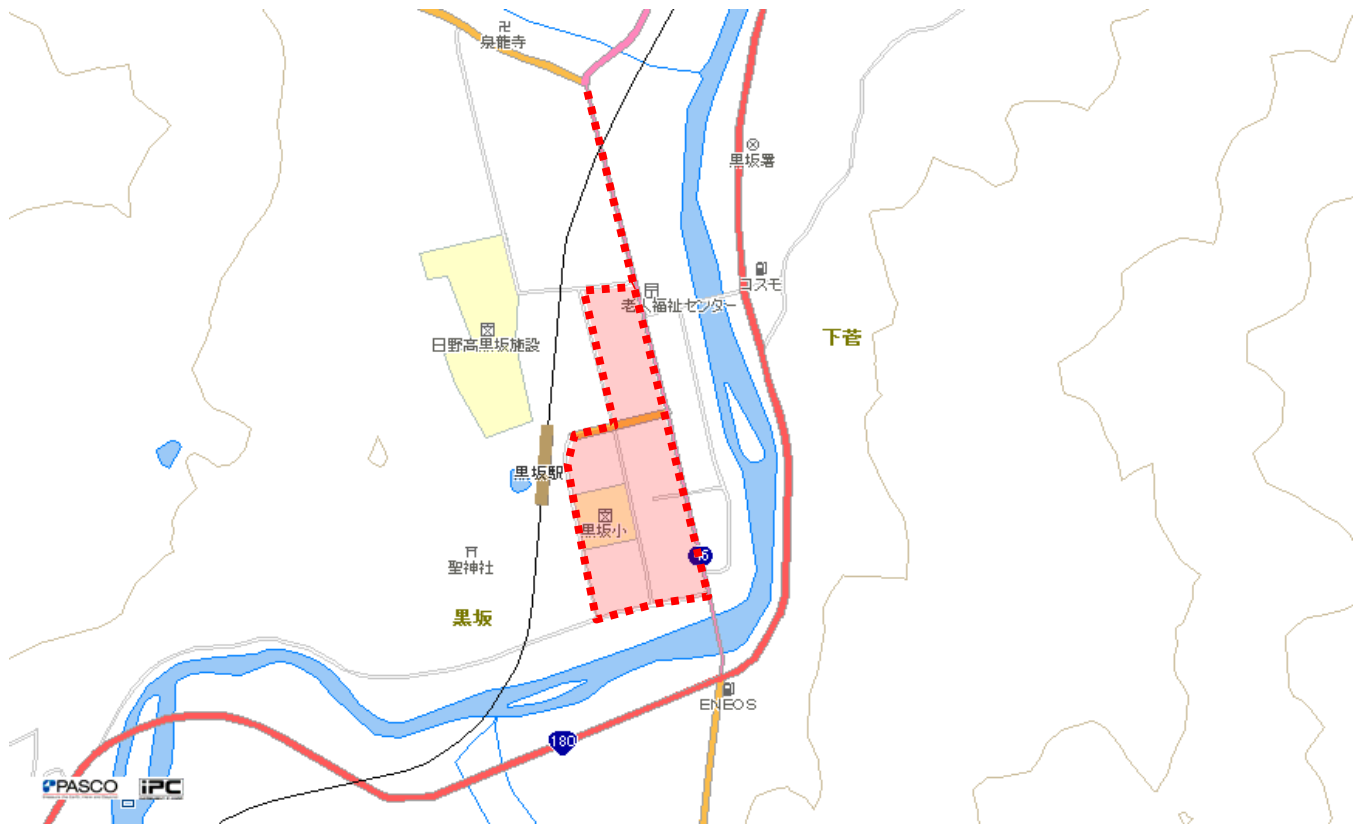 泉龍寺
黒坂署
コスモ
老人福祉センター
下菅
日野高黒坂施設
黒坂駅
黒坂小
45
聖神社
黒坂
ENEOS
180
PASCO iPC